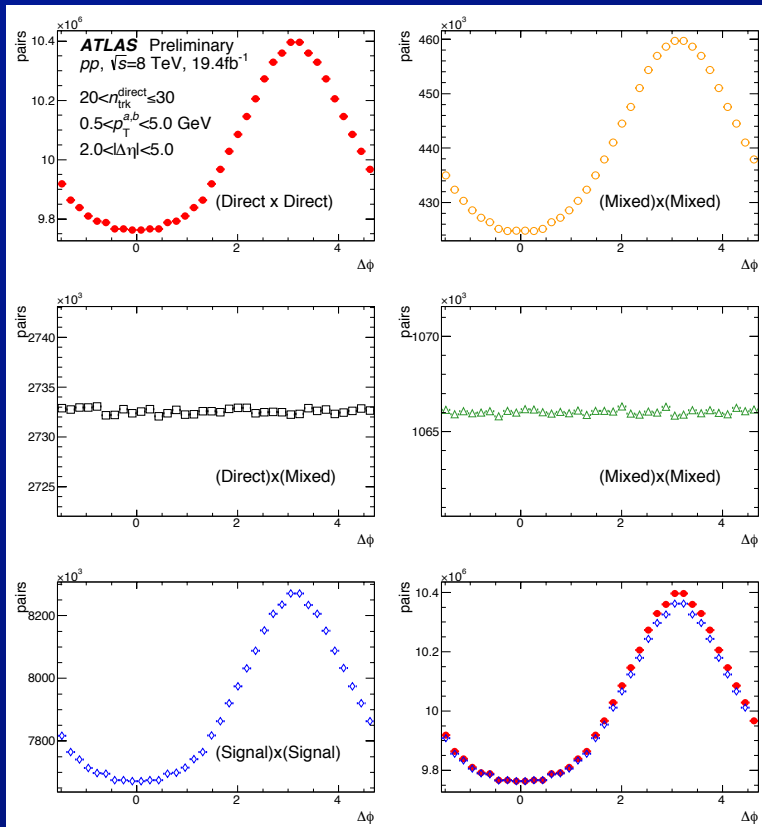 ×10⁶
pairs
10.4
10.2
10
9.8
ATLAS Preliminary
pp, √s=8 TeV, 19.4fb⁻¹
20<n_trk^direct≤30
0.5<p_T^a,b<5.0 GeV
2.0<|Δη|<5.0
(Direct x Direct)
0 2 4
Δϕ
×10³
pairs
460
450
440
430
(Mixed)x(Mixed)
0 2 4
Δϕ
×10³
pairs
2740
2735
2730
2725
(Direct)x(Mixed)
0 2 4
Δϕ
×10³
pairs
1070
1065
(Mixed)x(Mixed)
0 2 4
Δϕ
×10³
pairs
8200
8000
7800
(Signal)x(Signal)
0 2 4
Δϕ
×10⁶
pairs
10.4
10.2
10
9.8
0 2 4
Δϕ